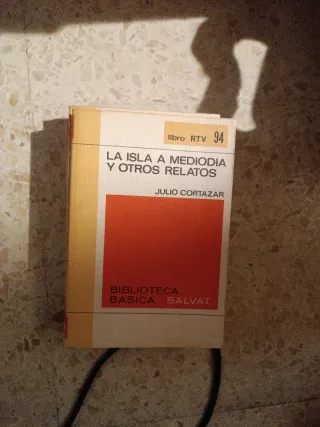 libro RTV 94
LA ISLA A MEDIODIA
Y OTROS RELATOS
JULIO CORTAZAR
BIBLIOTECA
BASICA SALVAT